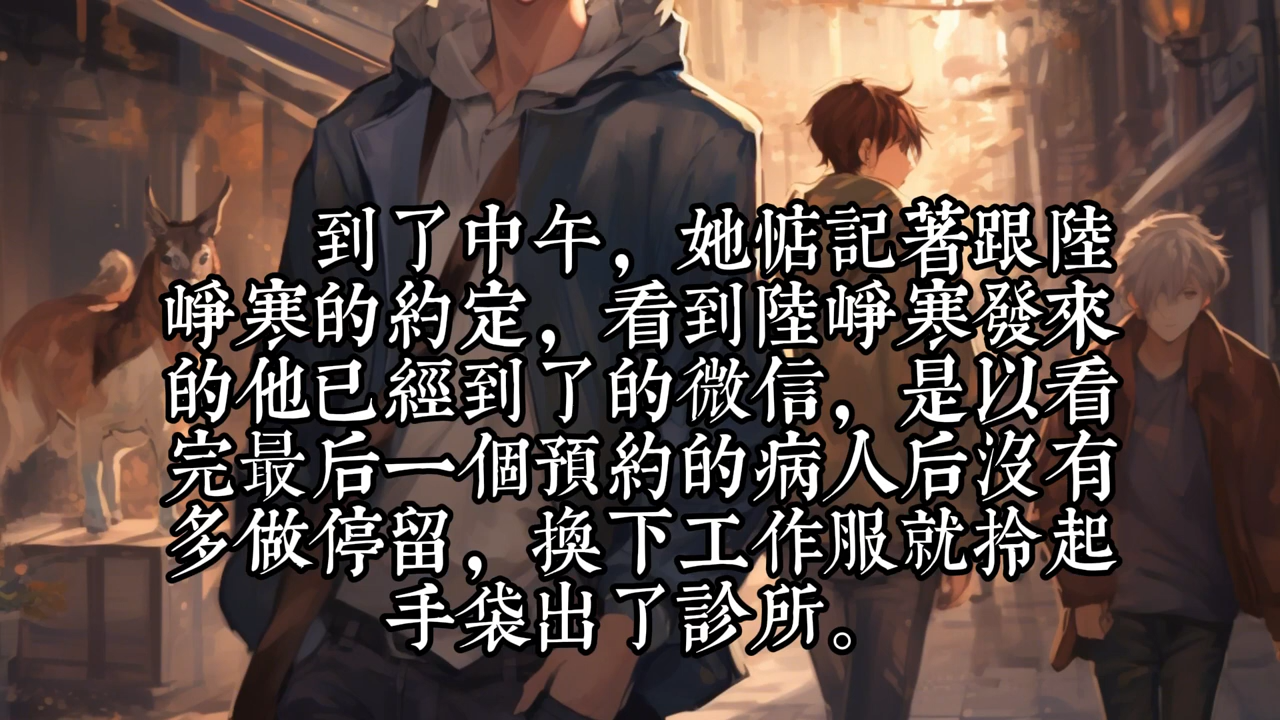 到了中午，她惦記著跟陸
崢寒的約定，看到陸崢寒發來
的他已經到了的微信，是以看
完最后一個預約的病人后沒有
多做停留，換下工作服就拎起
手袋出了診所。